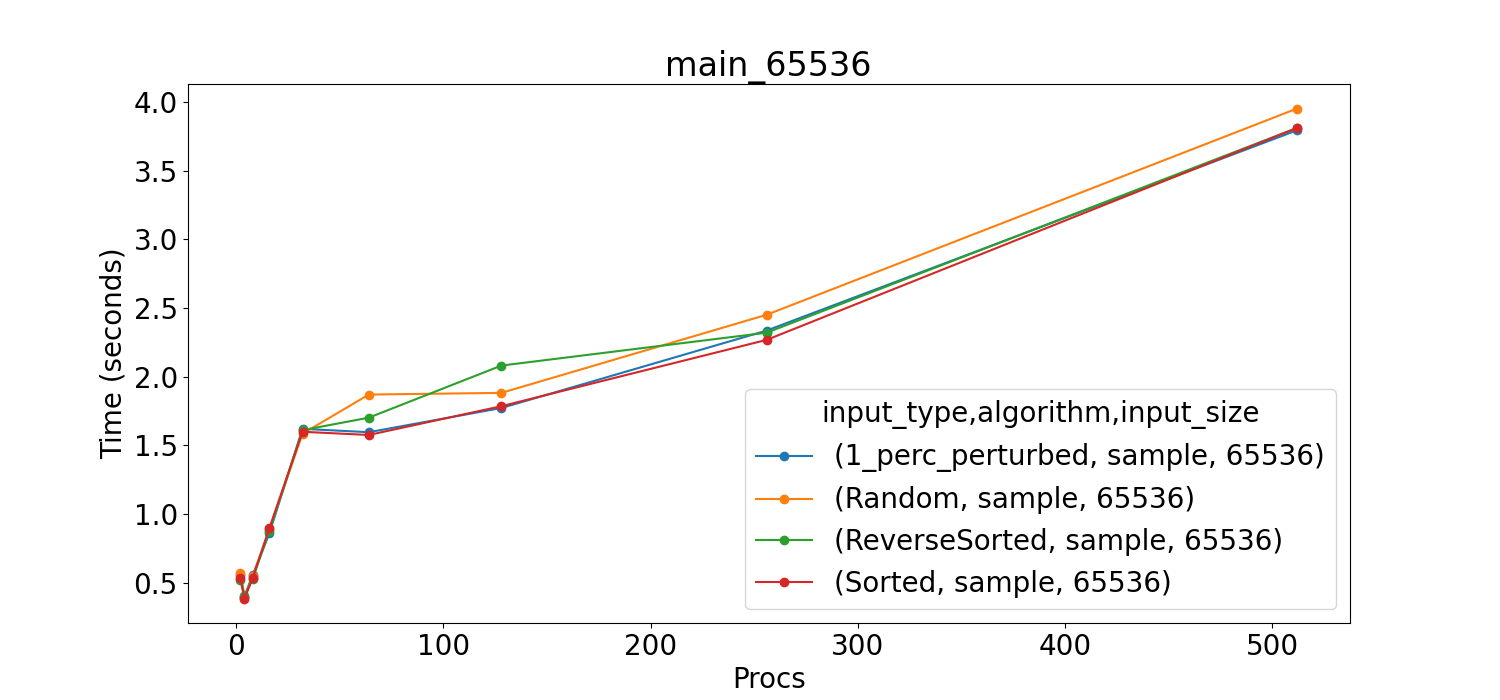 main_65536
4.0
3.5
3.0
2.5
2.0
1.5
1.0
0.5
Time (seconds)
input_type,algorithm,input_size
(1_perc_perturbed, sample, 65536)
(Random, sample, 65536)
(ReverseSorted, sample, 65536)
(Sorted, sample, 65536)
0 100 200 300 400 500
Procs